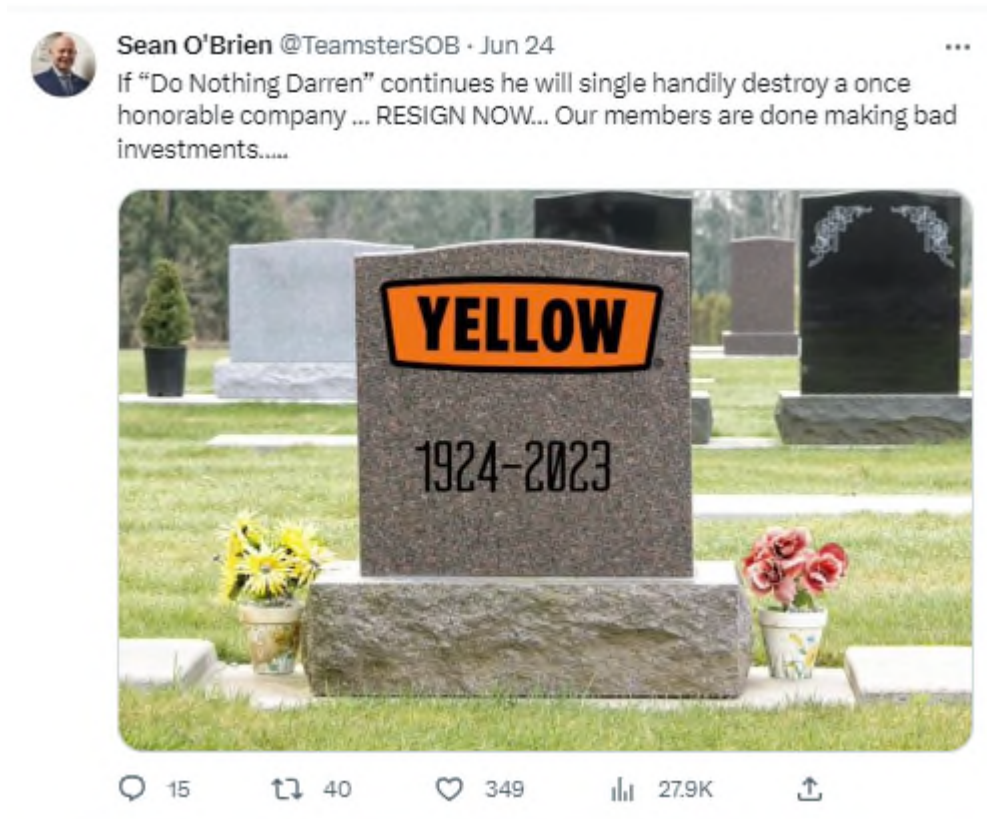 Sean O'Brien @TeamsterSOB · Jun 24
If “Do Nothing Darren” continues he will single handily destroy a once
honorable company ... RESIGN NOW... Our members are done making bad
investments.....
YELLOW
1924-2023
15 40 349 27.9K